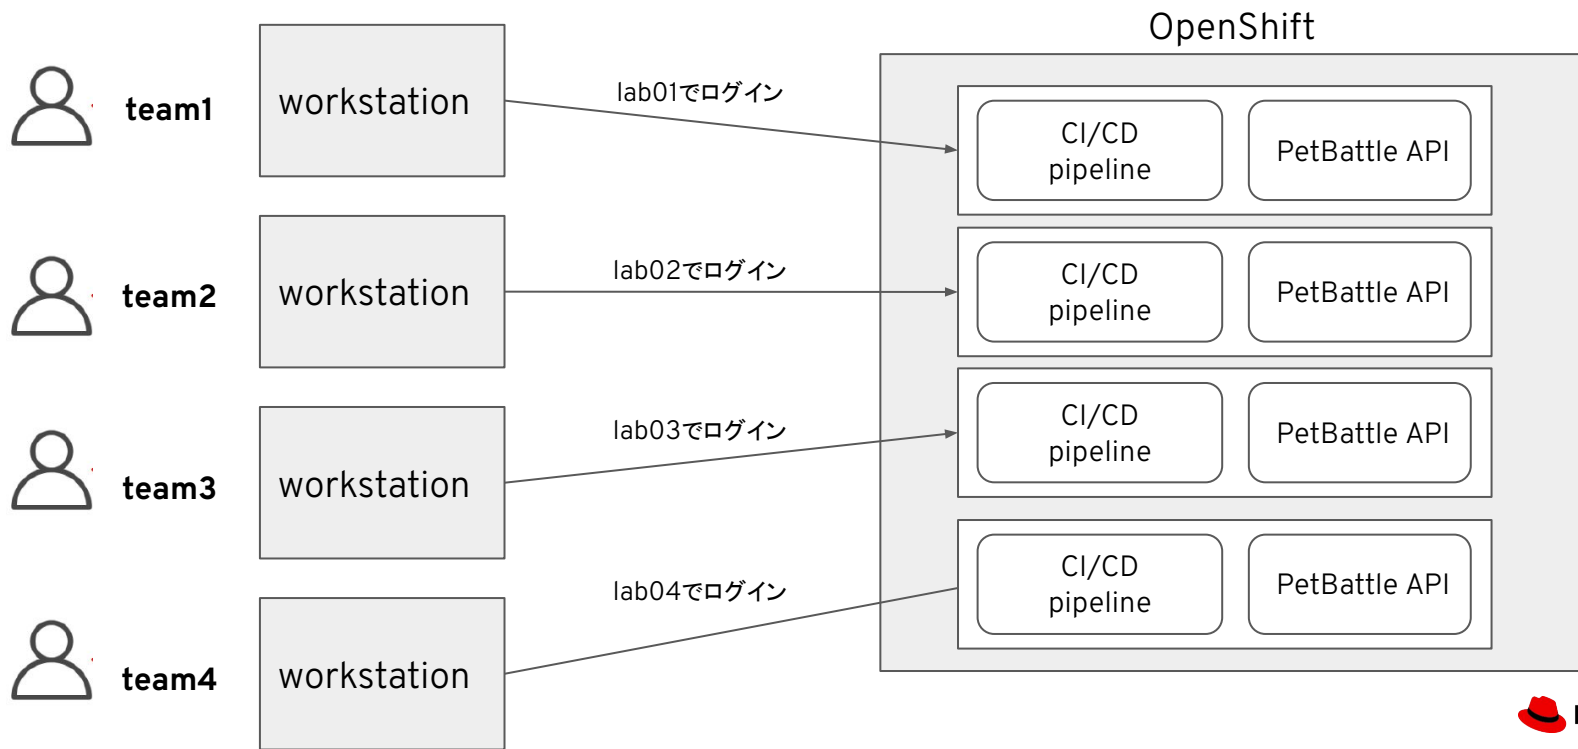 OpenShift
team1
workstation
lab01でログイン
CI/CD
pipeline
PetBattle API
team2
workstation
lab02でログイン
CI/CD
pipeline
PetBattle API
team3
workstation
lab03でログイン
CI/CD
pipeline
PetBattle API
team4
workstation
lab04でログイン
CI/CD
pipeline
PetBattle API